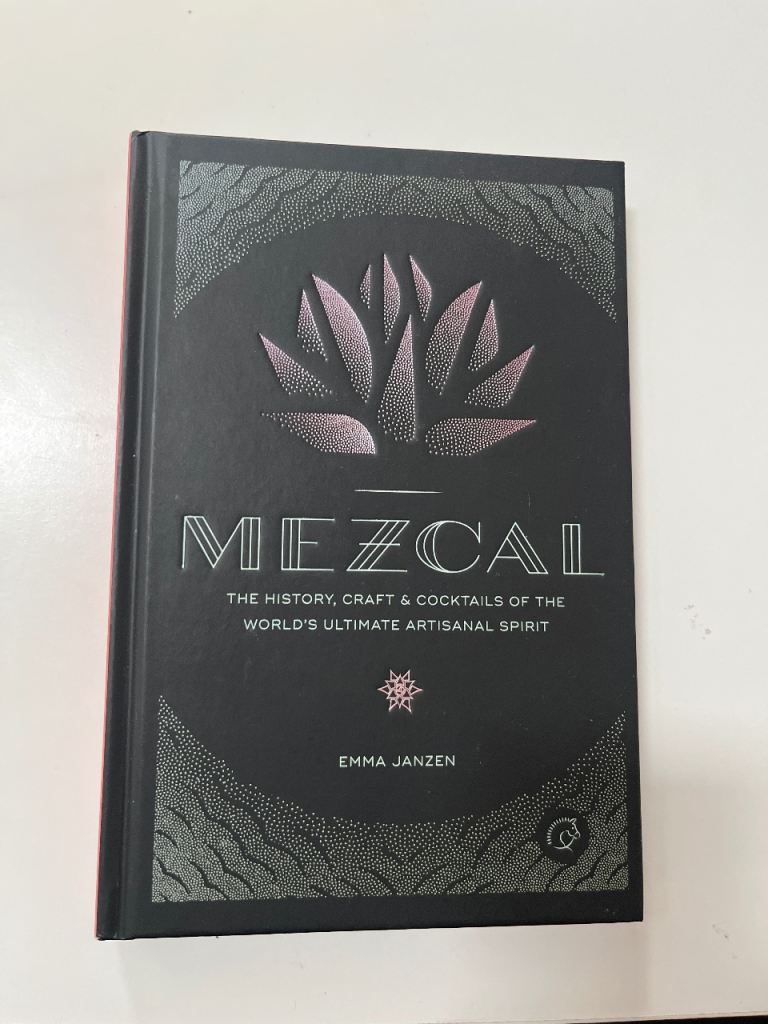 MEZCAL
THE HISTORY, CRAFT & COCKTAILS OF THE
WORLD'S ULTIMATE ARTISANAL SPIRIT
EMMA JANZEN